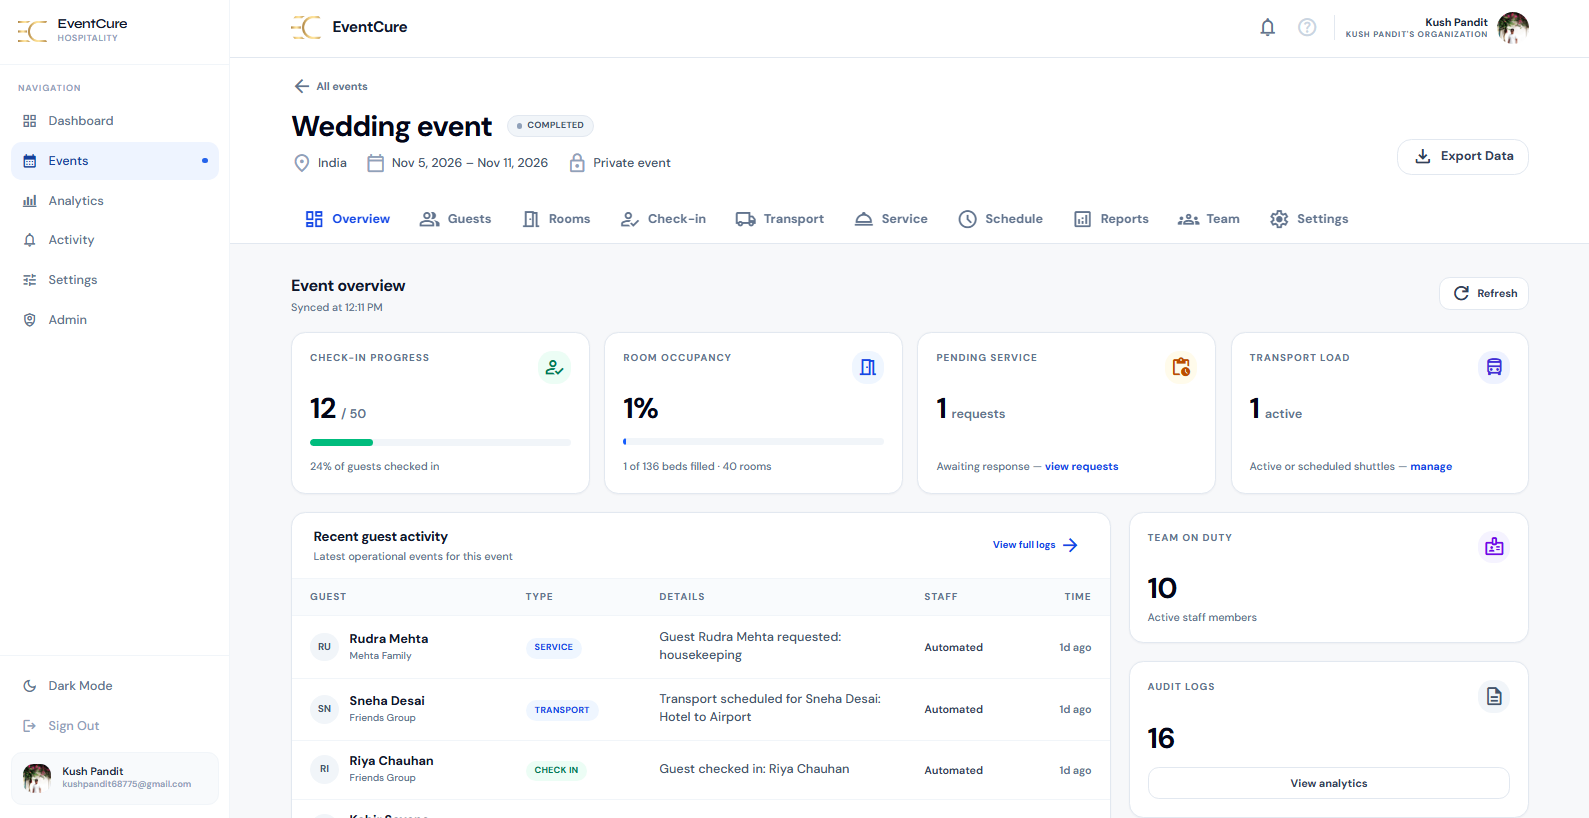 EventCure
HOSPITALITY
NAVIGATION
Dashboard
Events
Analytics
Activity
Settings
Admin
Dark Mode
Sign Out
Kush Pandit
kushpandit68775@gmail.com
EventCure
Kush Pandit
KUSH PANDIT'S ORGANIZATION
All events
Wedding event
COMPLETED
India
Nov 5, 2026 – Nov 11, 2026
Private event
Export Data
Overview
Guests
Rooms
Check-in
Transport
Service
Schedule
Reports
Team
Settings
Event overview
Synced at 12:11 PM
Refresh
CHECK-IN PROGRESS
12 / 50
24% of guests checked in
ROOM OCCUPANCY
1%
1 of 136 beds filled · 40 rooms
PENDING SERVICE
1 requests
Awaiting response — view requests
TRANSPORT LOAD
1 active
Active or scheduled shuttles — manage
Recent guest activity
Latest operational events for this event
View full logs
GUEST TYPE DETAILS STAFF TIME
RU
Rudra Mehta
Mehta Family
SERVICE
Guest Rudra Mehta requested:
housekeeping
Automated
1d ago
SN
Sneha Desai
Friends Group
TRANSPORT
Transport scheduled for Sneha Desai:
Hotel to Airport
Automated
1d ago
RI
Riya Chauhan
Friends Group
CHECK IN
Guest checked in: Riya Chauhan
Automated
1d ago
TEAM ON DUTY
10
Active staff members
AUDIT LOGS
16
View analytics